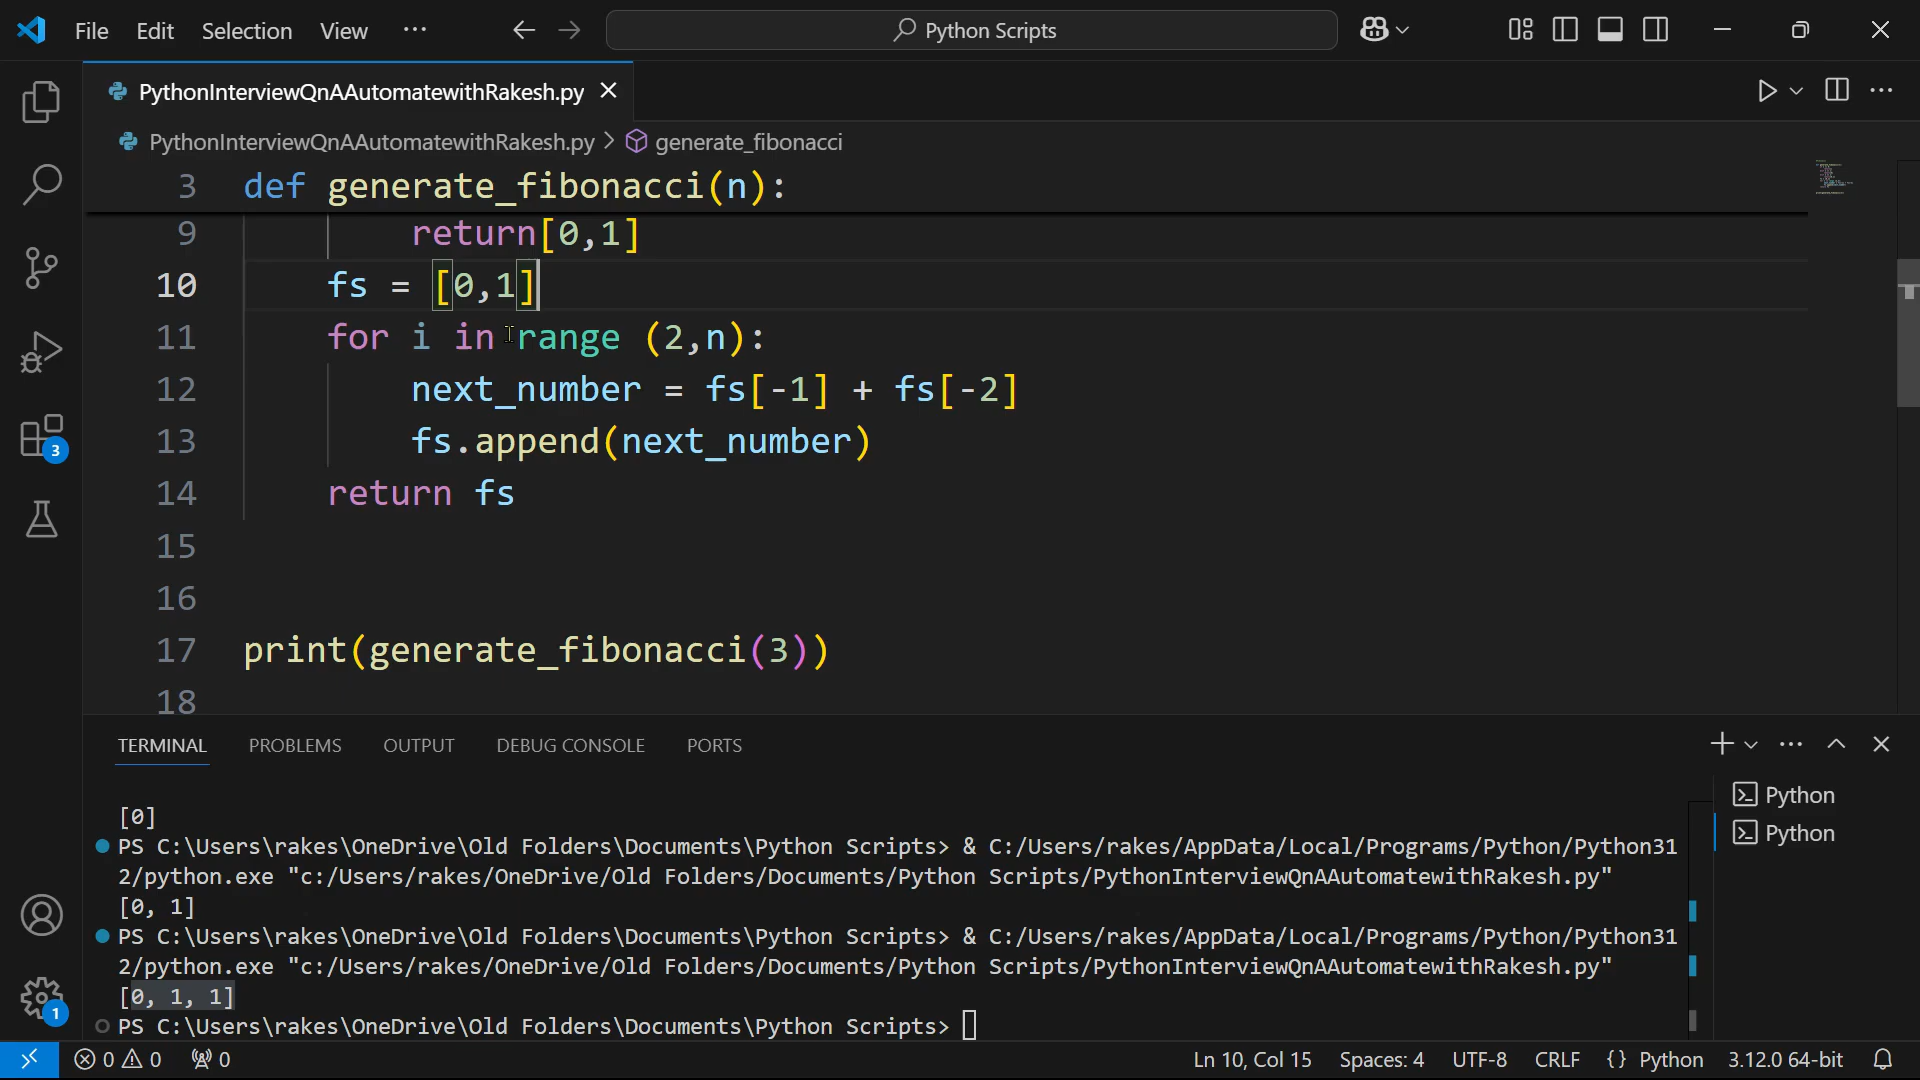 File Edit Selection View ··· Python Scripts
PythonInterviewQnAAutomatewithRakesh.py
PythonInterviewQnAAutomatewithRakesh.py > generate_fibonacci
3 def generate_fibonacci(n):
9 return[0,1]
10 fs = [0,1]
11 for i in range (2,n):
12 next_number = fs[-1] + fs[-2]
13 fs.append(next_number)
14 return fs
15
16
17 print(generate_fibonacci(3))
18
3
TERMINAL PROBLEMS OUTPUT DEBUG CONSOLE PORTS
Python
Python
[0]
PS C:\Users\rakes\OneDrive\Old Folders\Documents\Python Scripts> & C:/Users/rakes/AppData/Local/Programs/Python/Python31
2/python.exe "c:/Users/rakes/OneDrive/Old Folders/Documents/Python Scripts/PythonInterviewQnAAutomatewithRakesh.py"
[0, 1]
PS C:\Users\rakes\OneDrive\Old Folders\Documents\Python Scripts> & C:/Users/rakes/AppData/Local/Programs/Python/Python31
2/python.exe "c:/Users/rakes/OneDrive/Old Folders/Documents/Python Scripts/PythonInterviewQnAAutomatewithRakesh.py"
[0, 1, 1]
PS C:\Users\rakes\OneDrive\Old Folders\Documents\Python Scripts>
1
0 0 0 Ln 10, Col 15 Spaces: 4 UTF-8 CRLF {} Python 3.12.0 64-bit